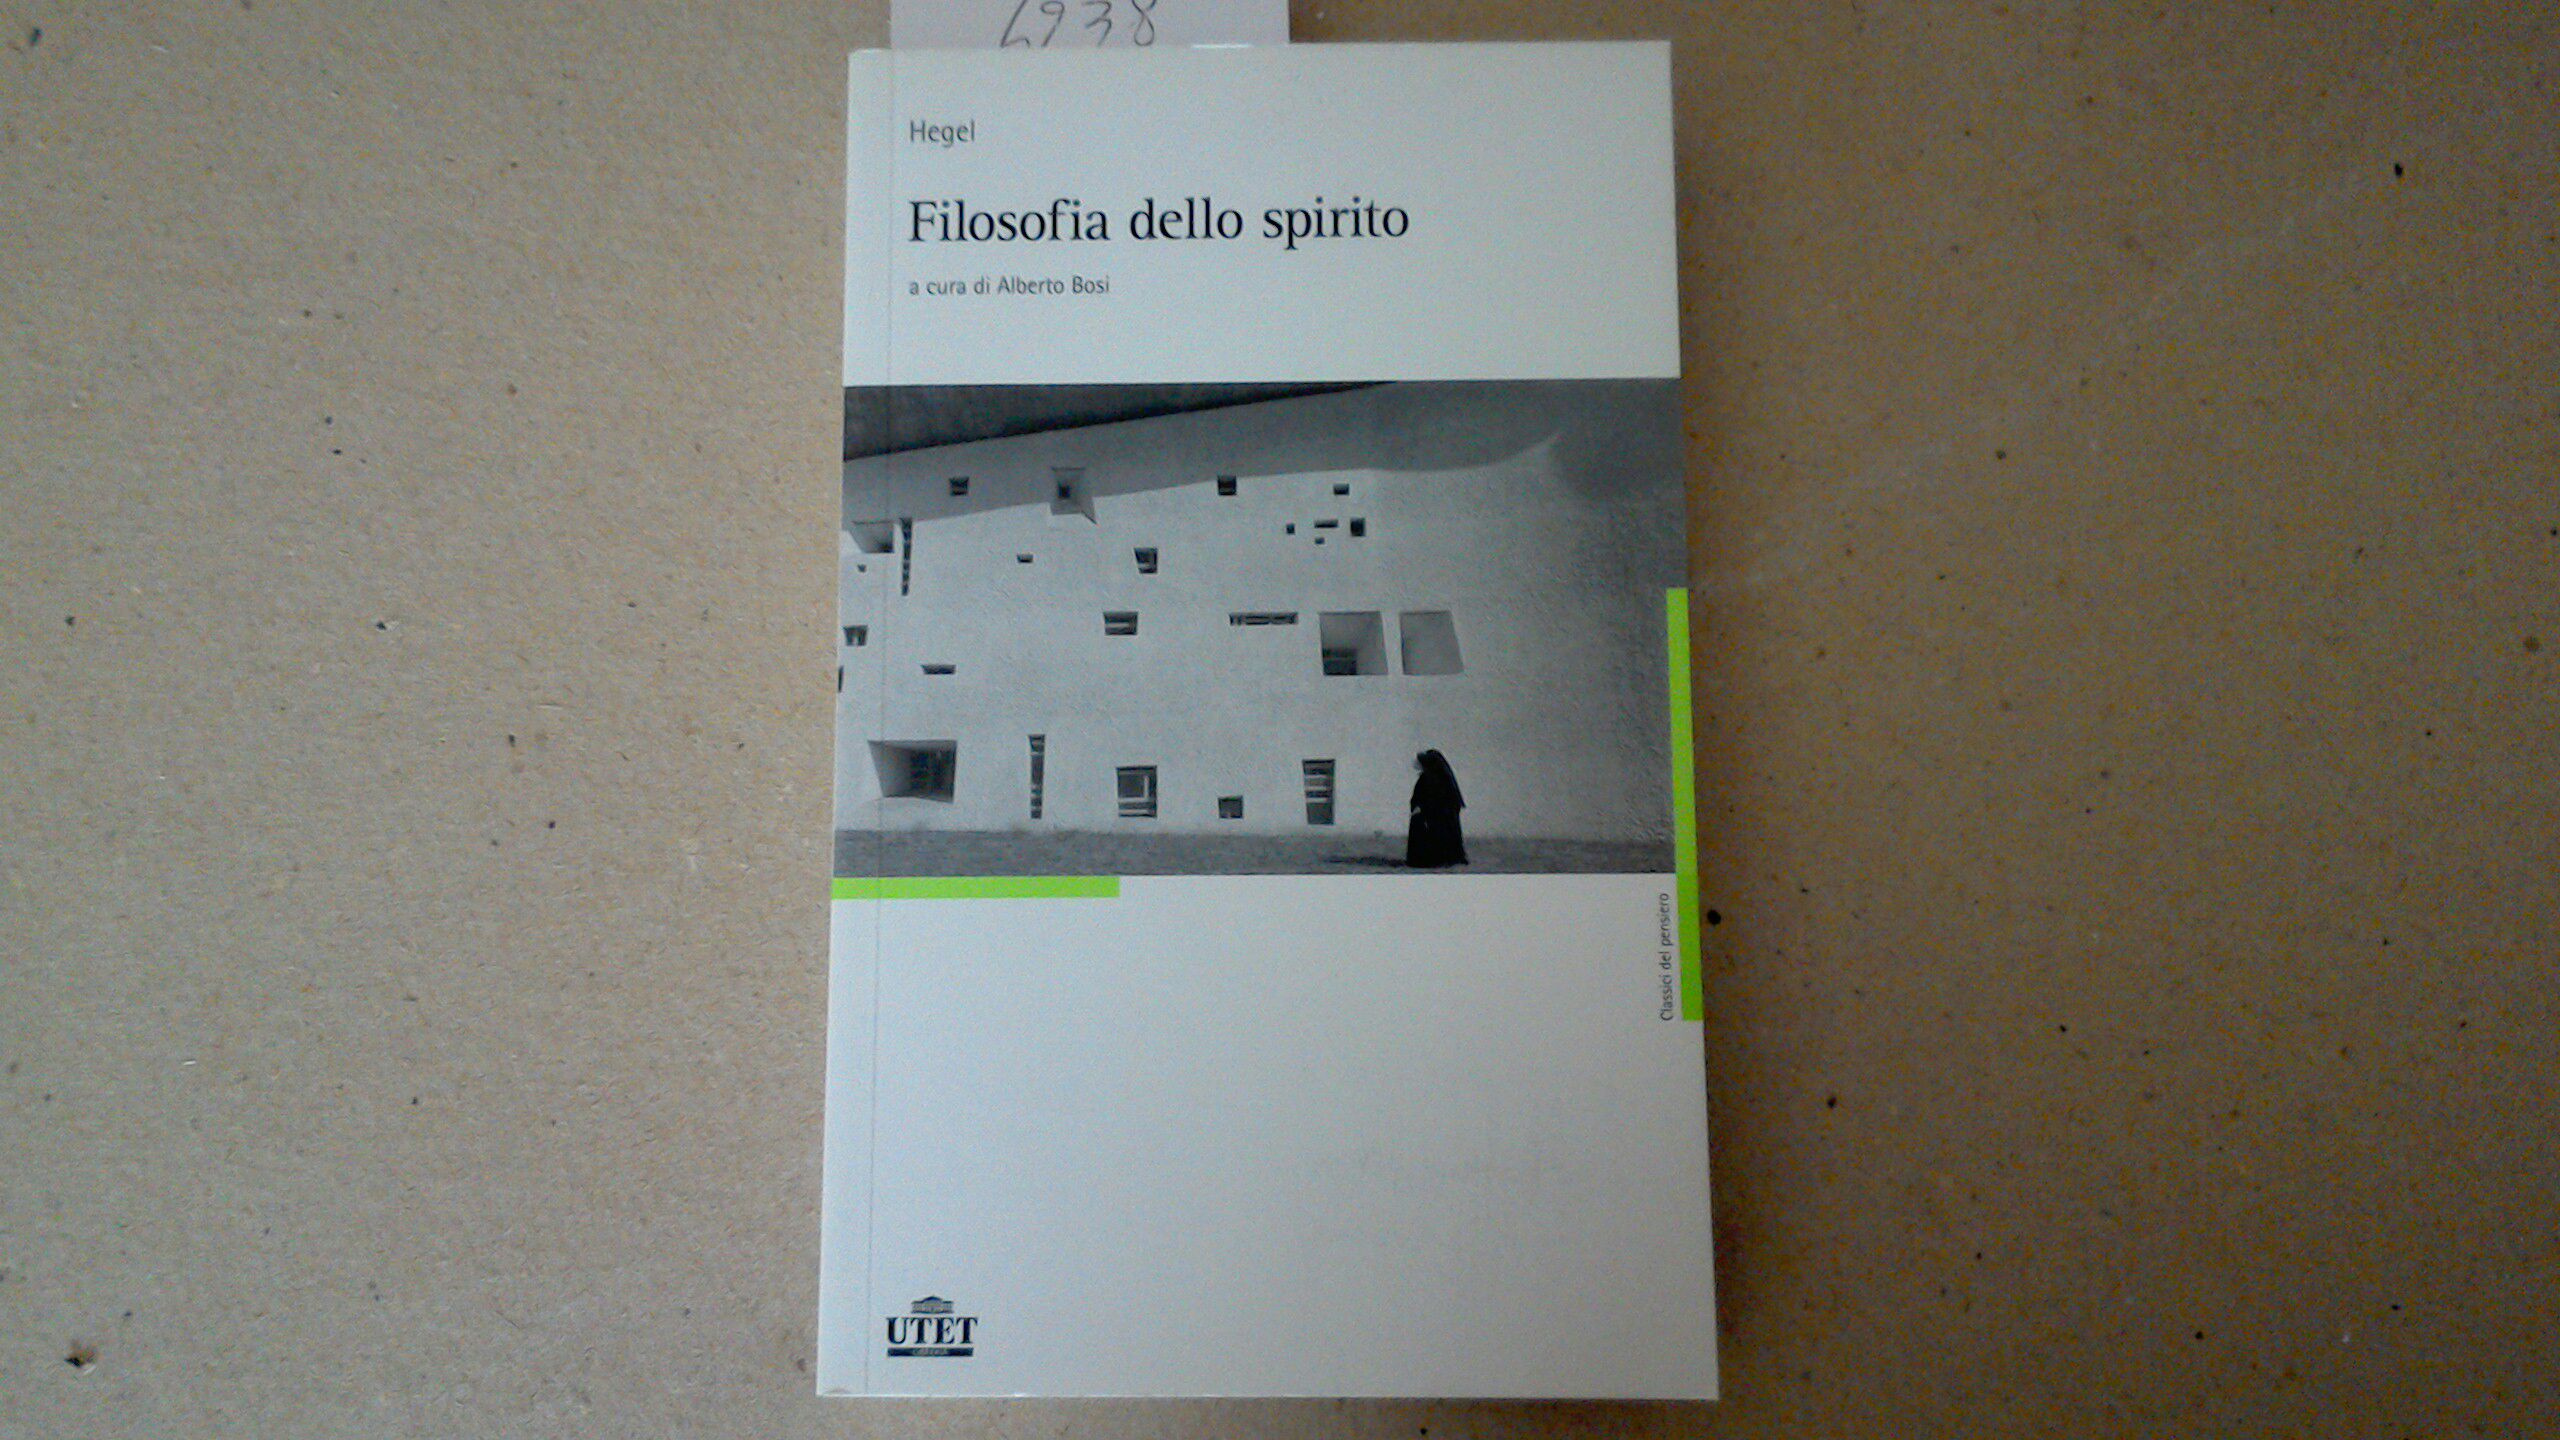 Hegel
Filosofia dello spirito
a cura di Alberto Bosi
Classici del pensiero
UTET